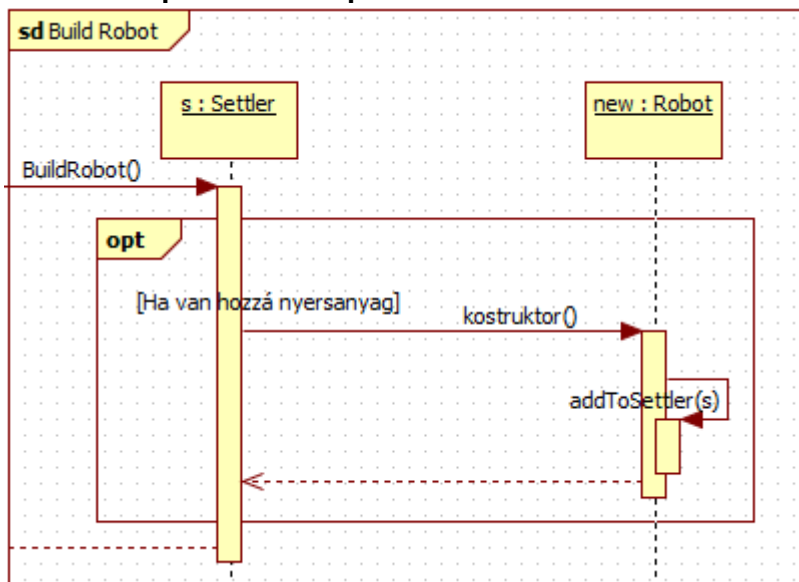 sd Build Robot
s : Settler
new : Robot
BuildRobot()
opt
[Ha van hozzá nyersanyag]
kostruktor()
addToSettler(s)